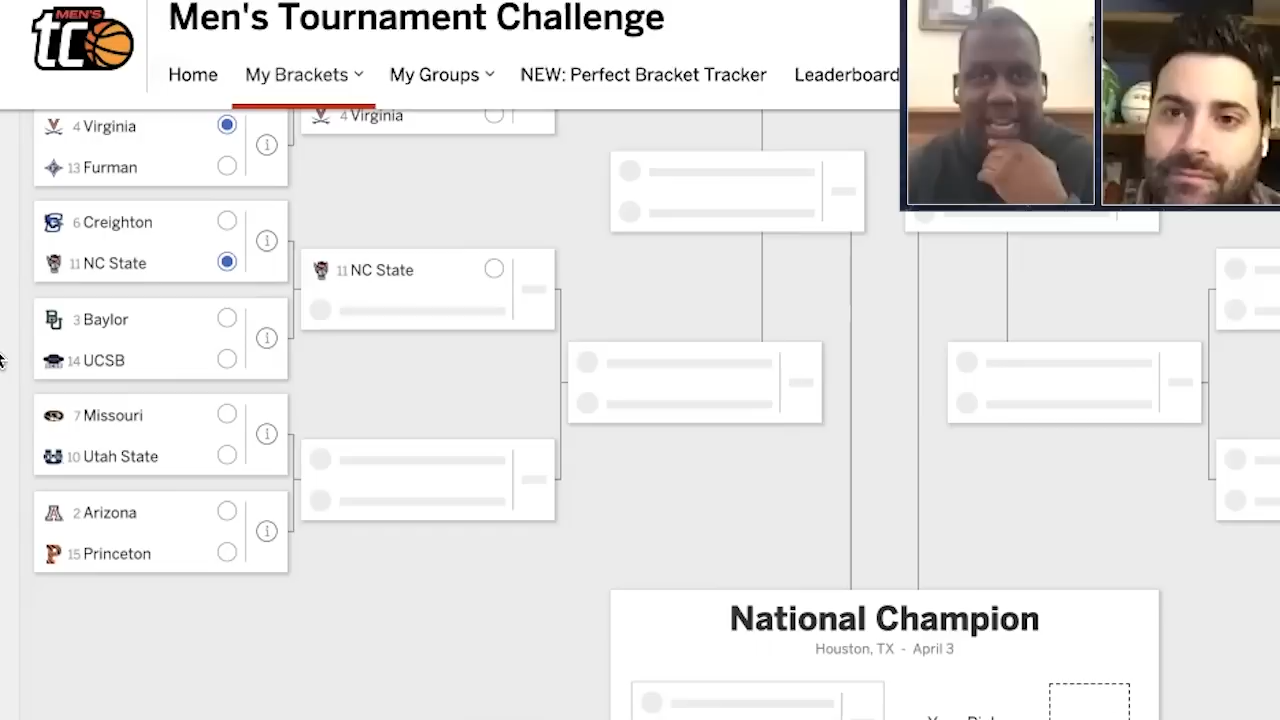 MEN'S
tc
Men's Tournament Challenge
Home
My Brackets
My Groups
NEW: Perfect Bracket Tracker
Leaderboard
4 Virginia
13 Furman
4 Virginia
6 Creighton
11 NC State
11 NC State
3 Baylor
14 UCSB
7 Missouri
10 Utah State
2 Arizona
15 Princeton
National Champion
Houston, TX - April 3